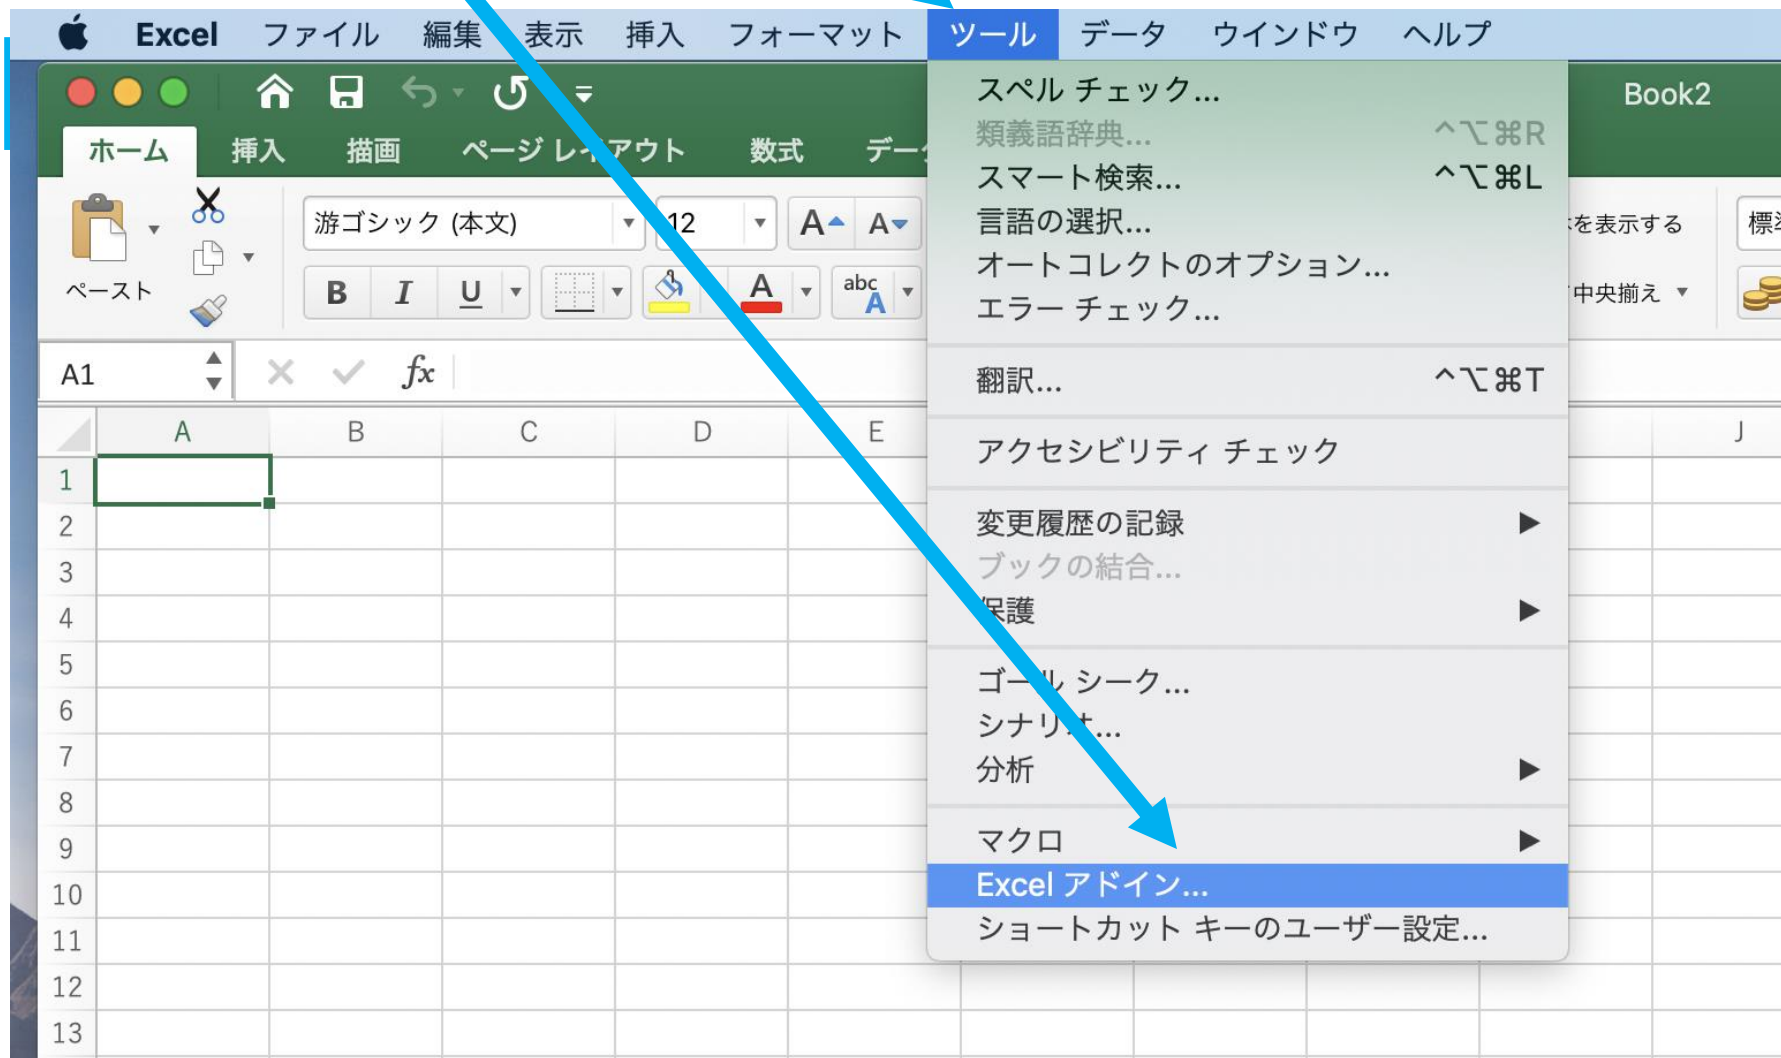 Excel ファイル 編集 表示 挿入 フォーマット ツール データ ウインドウ ヘルプ
Book2
ホーム 挿入 描画 ページ レイアウト 数式 デー
ペースト
游ゴシック (本文) 12 A A
B I U A abc A
を表示する
中央揃え
標準
A1 fx
A B C D E J
1
2
3
4
5
6
7
8
9
10
11
12
13
スペル チェック...
類義語辞典... ^⌥⌘R
スマート検索... ^⌥⌘L
言語の選択...
オートコレクトのオプション...
エラー チェック...
翻訳... ^⌥⌘T
アクセシビリティ チェック
変更履歴の記録
ブックの結合...
保護
ゴール シーク...
シナリオ...
分析
マクロ
Excel アドイン...
ショートカット キーのユーザー設定...